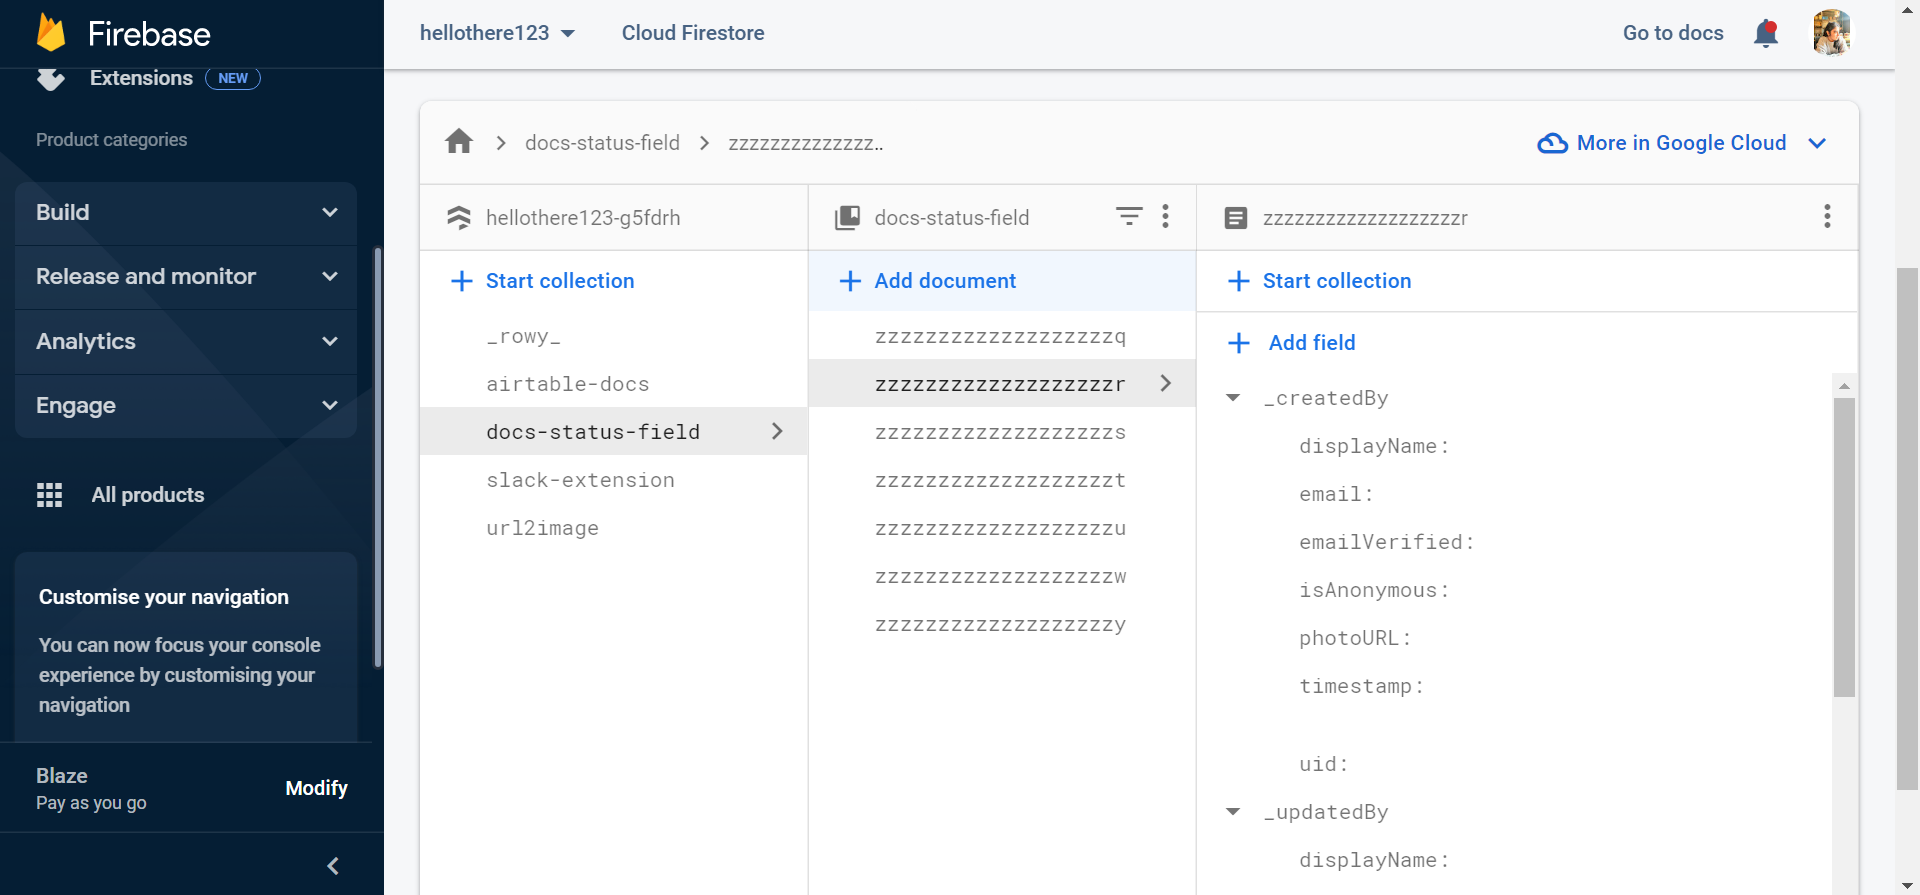 Firebase
Extensions NEW
Product categories
Build
Release and monitor
Analytics
Engage
All products
Customise your navigation
You can now focus your console
experience by customising your
navigation
Blaze
Pay as you go
Modify
hellothere123
Cloud Firestore
Go to docs
docs-status-field
zzzzzzzzzzzzzz..
More in Google Cloud
hellothere123-g5fdrh
Start collection
_rowy_
airtable-docs
docs-status-field
slack-extension
url2image
docs-status-field
Add document
zzzzzzzzzzzzzzzzzzzq
zzzzzzzzzzzzzzzzzzzr
zzzzzzzzzzzzzzzzzzzs
zzzzzzzzzzzzzzzzzzzt
zzzzzzzzzzzzzzzzzzzu
zzzzzzzzzzzzzzzzzzzw
zzzzzzzzzzzzzzzzzzzy
zzzzzzzzzzzzzzzzzzzr
Start collection
Add field
_createdBy
displayName:
email:
emailVerified:
isAnonymous:
photoURL:
timestamp:
uid:
_updatedBy
displayName: